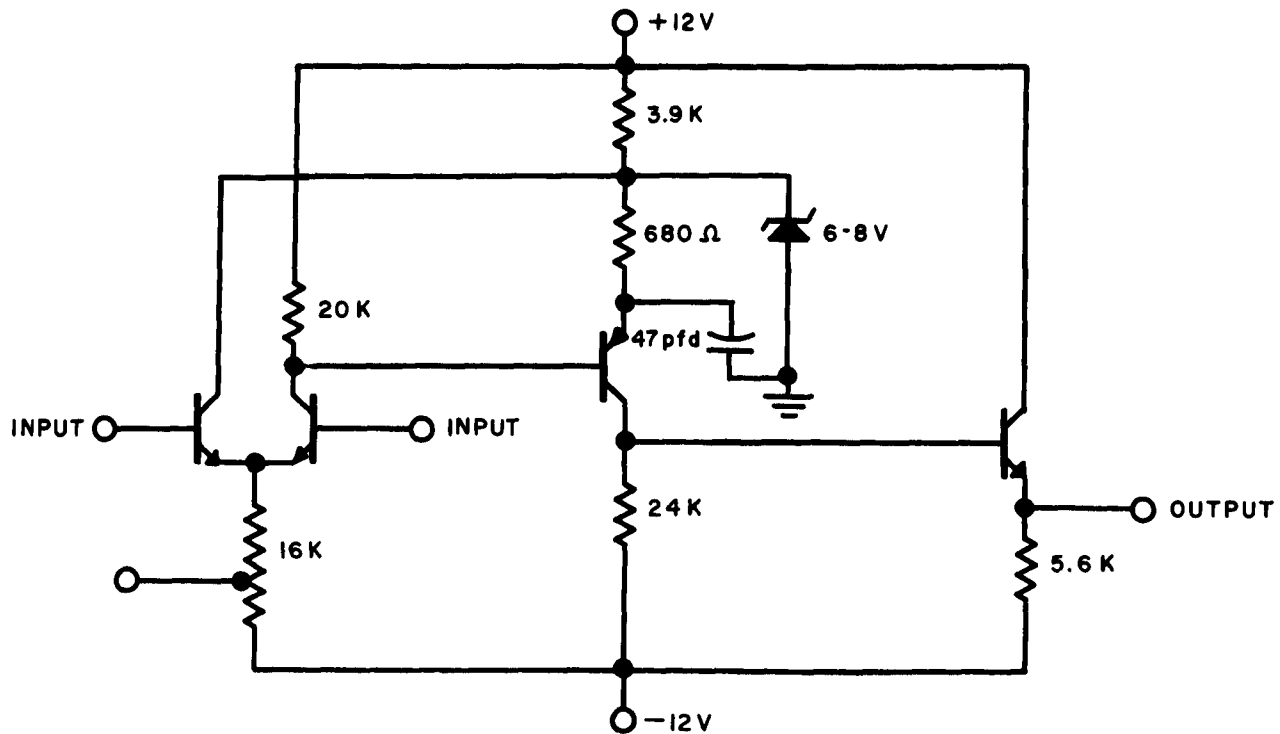 +12V
3.9K
680 Ω
6-8V
20K
47pfd
INPUT
INPUT
24K
OUTPUT
16K
5.6K
-12V